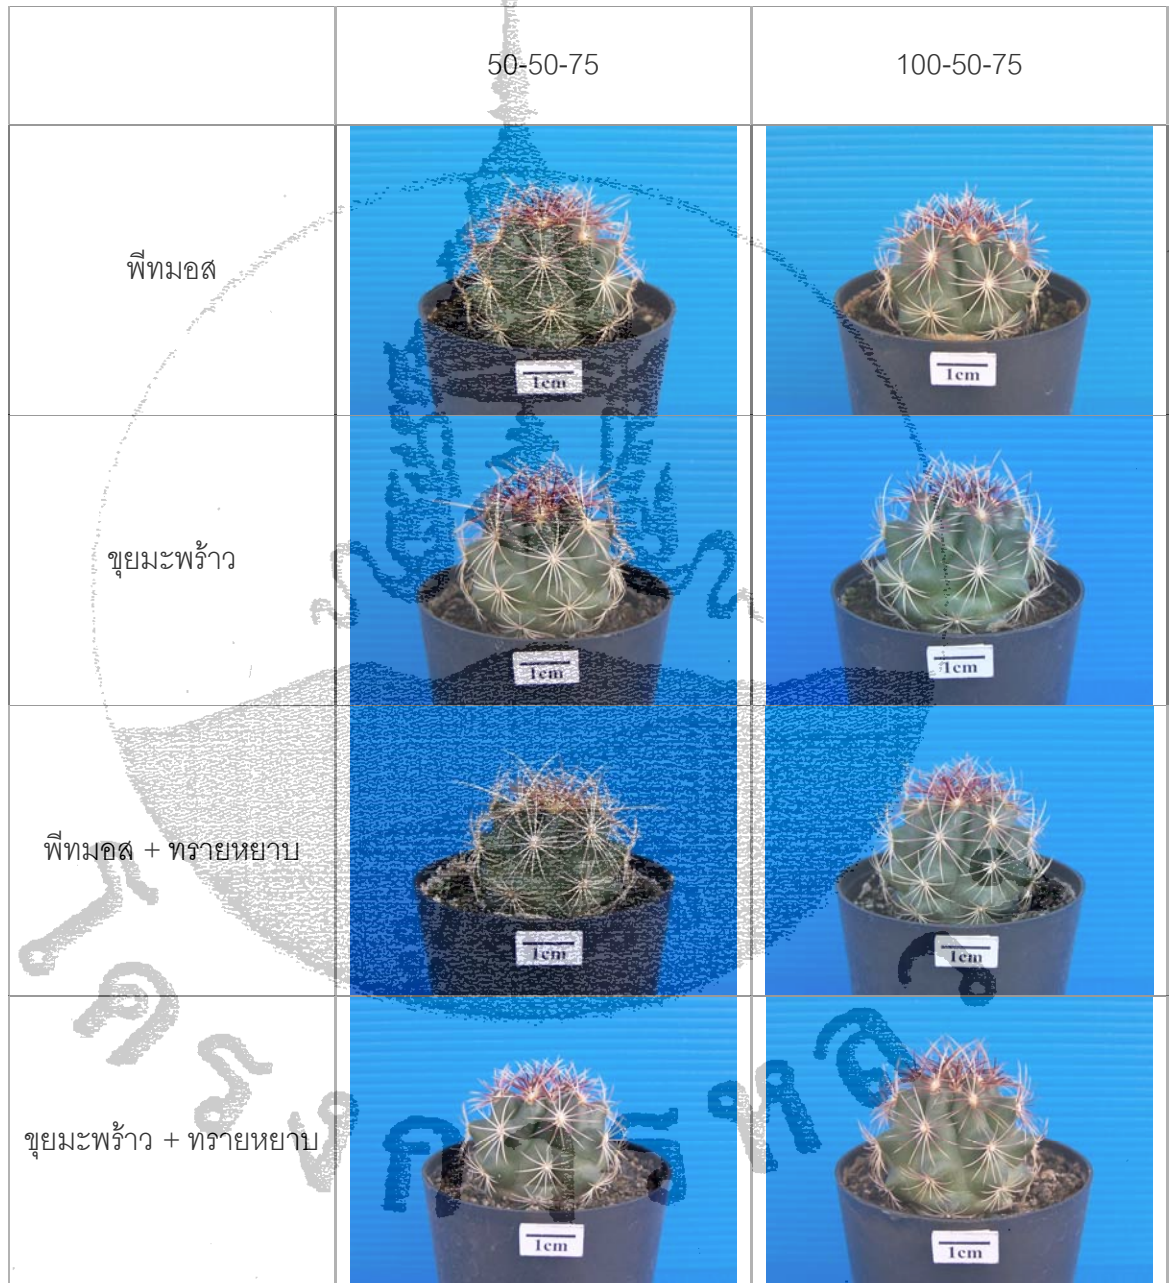 50-50-75
100-50-75
พีทมอส
1cm
1cm
ขุยมะพร้าว
1cm
1cm
พีทมอส + ทรายหยาบ
1cm
1cm
ขุยมะพร้าว + ทรายหยาบ
1cm
1cm